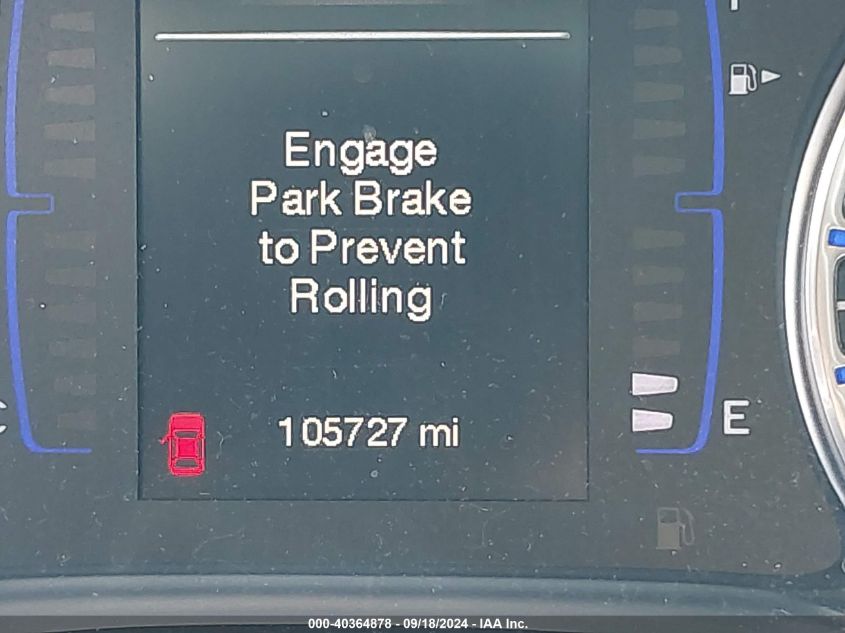 Engage
Park Brake
to Prevent
Rolling
105727 mi
E
000-40364878 - 09/18/2024 - IAA Inc.